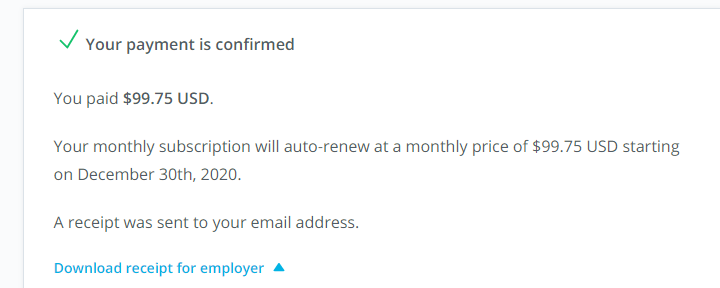 Your payment is confirmed
You paid $99.75 USD.
Your monthly subscription will auto-renew at a monthly price of $99.75 USD starting
on December 30th, 2020.
A receipt was sent to your email address.
Download receipt for employer